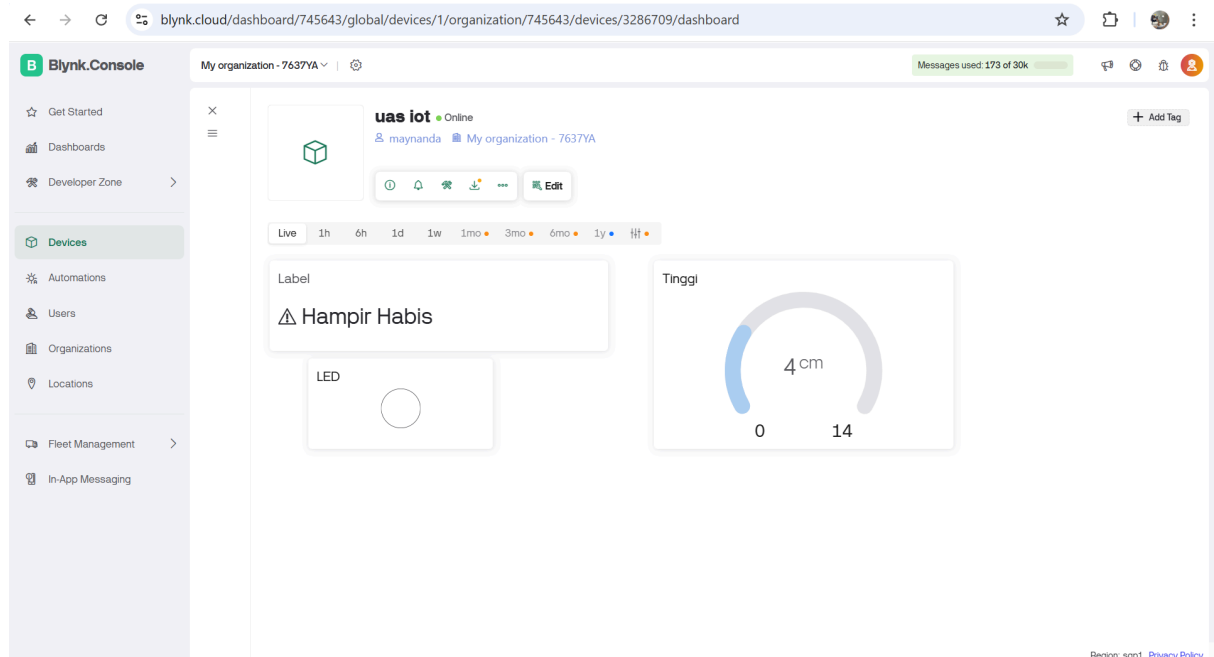 blynk.cloud/dashboard/745643/global/devices/1/organization/745643/devices/3286709/dashboard
B Blynk.Console
My organization - 7637YA
Messages used: 173 of 30k
Get Started
Dashboards
Developer Zone
Devices
Automations
Users
Organizations
Locations
Fleet Management
In-App Messaging
uas iot Online
maynanda My organization - 7637YA
Add Tag
Edit
Live 1h 6h 1d 1w 1mo 3mo 6mo 1y
Label
⚠ Hampir Habis
LED
Tinggi
4 cm
0 14
Region: sgp1 Privacy Policy